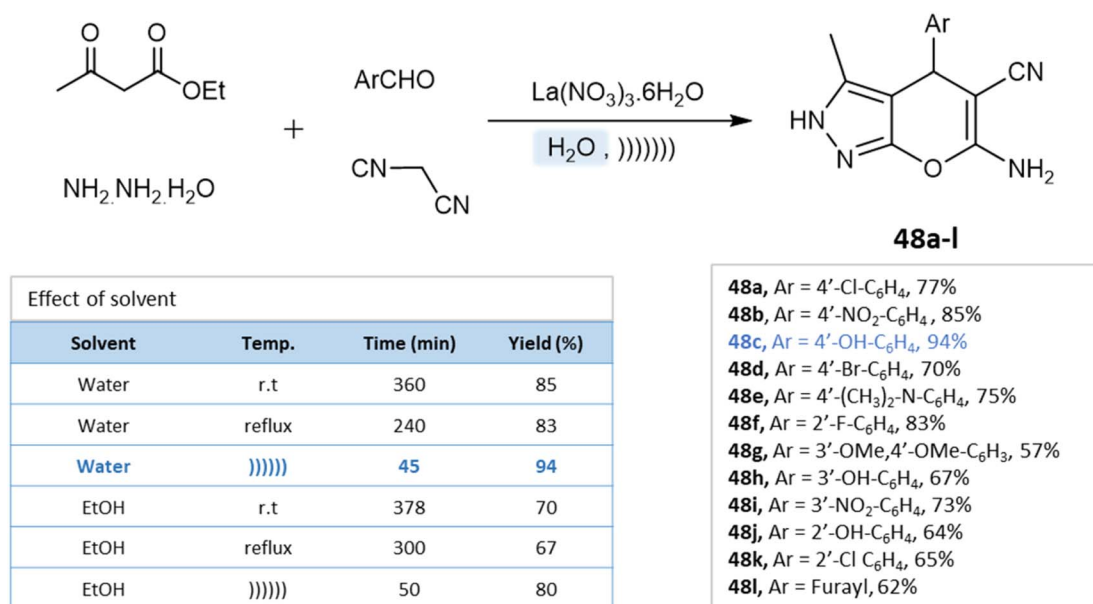 O
O
OEt
+
NH2.NH2.H2O
ArCHO
CN
CN
La(NO3)3.6H2O
H2O , )))))))
Ar
CN
HN
N
O
NH2
48a-l
Effect of solvent
Solvent Temp. Time (min) Yield (%)
Water r.t 360 85
Water reflux 240 83
Water )))))) 45 94
EtOH r.t 378 70
EtOH reflux 300 67
EtOH )))))) 50 80
48a, Ar = 4’-Cl-C6H4, 77%
48b, Ar = 4’-NO2-C6H4 , 85%
48c, Ar = 4’-OH-C6H4, 94%
48d, Ar = 4’-Br-C6H4, 70%
48e, Ar = 4’-(CH3)2-N-C6H4, 75%
48f, Ar = 2’-F-C6H4, 83%
48g, Ar = 3’-OMe,4’-OMe-C6H3, 57%
48h, Ar = 3’-OH-C6H4, 67%
48i, Ar = 3’-NO2-C6H4, 73%
48j, Ar = 2’-OH-C6H4, 64%
48k, Ar = 2’-Cl C6H4, 65%
48l, Ar = Furayl, 62%